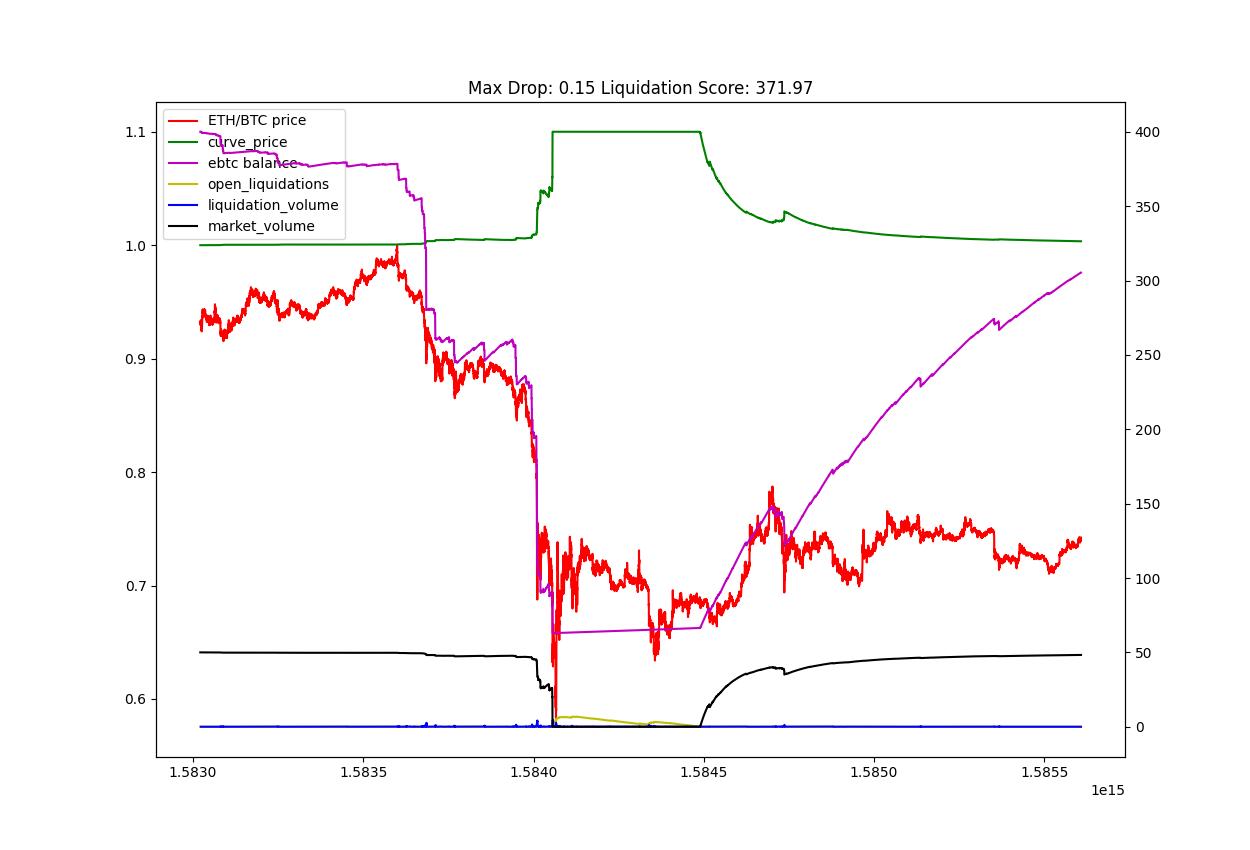 Max Drop: 0.15 Liquidation Score: 371.97
ETH/BTC price
curve_price
ebtc balance
open_liquidations
liquidation_volume
market_volume
1.1
1.0
0.9
0.8
0.7
0.6
400
350
300
250
200
150
100
50
0
1.5830 1.5835 1.5840 1.5845 1.5850 1.5855
1e15